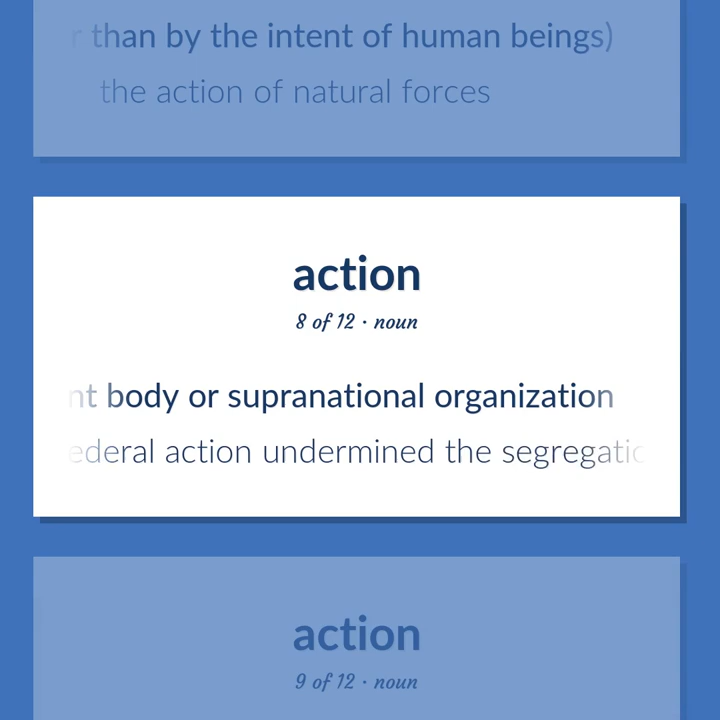 than by the intent of human beings)
the action of natural forces
action
8 of 12 · noun
body or supranational organization
action undermined the
action
9 of 12 · noun